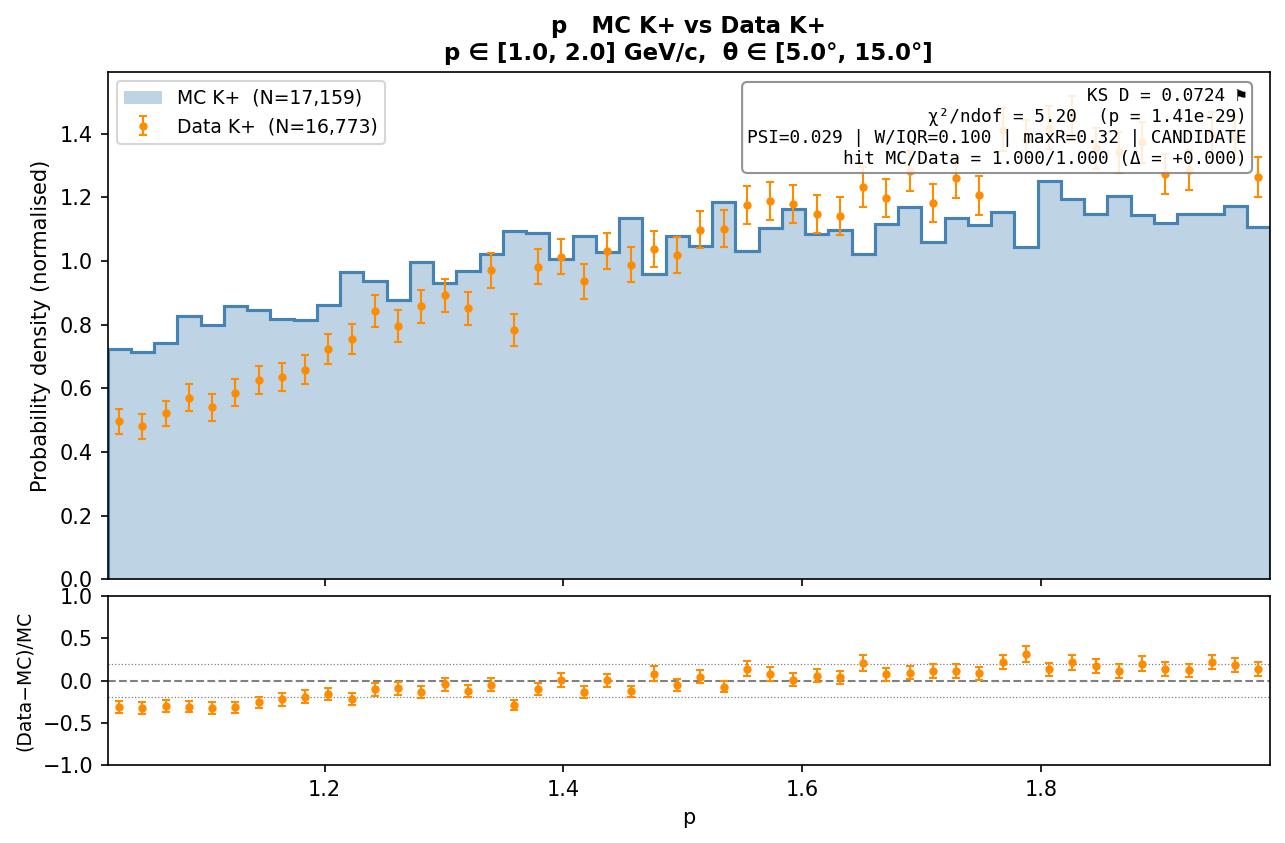 p   MC K+ vs Data K+
p ∈ [1.0, 2.0] GeV/c,  θ ∈ [5.0°, 15.0°]
MC K+  (N=17,159)
Data K+  (N=16,773)
KS D = 0.0724 ⚑
χ²/ndof = 5.20  (p = 1.41e-29)
PSI=0.029 | W/IQR=0.100 | maxR=0.32 | CANDIDATE
hit MC/Data = 1.000/1.000 (Δ = +0.000)
Probability density (normalised)
1.4
1.2
1.0
0.8
0.6
0.4
0.2
0.0
(Data−MC)/MC
1.0
0.5
0.0
−0.5
−1.0
1.2 1.4 1.6 1.8
p